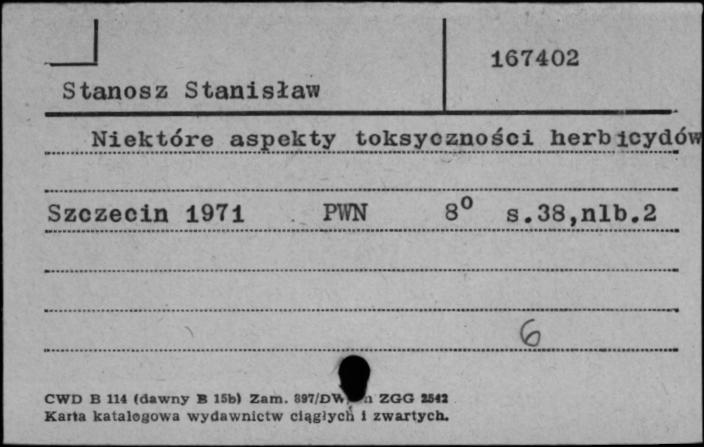 167402
Stanosz Stanisław
Niektóre aspekty toksyczności herbicydów
Szczecin 1971 PWN 8° s.38,nlb.2
6
CWD B 114 (dawny B 15b) Zam. 897/DW n ZGG 2542
Karta katalogowa wydawnictw ciągłych i zwartych.